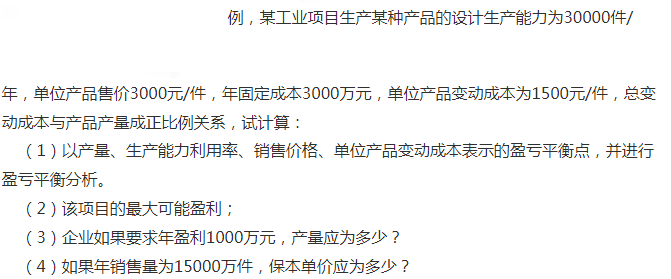 例，某工业项目生产某种产品的设计生产能力为30000件/
年，单位产品售价3000元/件，年固定成本3000万元，单位产品变动成本为1500元/件，总变
动成本与产品产量成正比例关系，试计算：
（1）以产量、生产能力利用率、销售价格、单位产品变动成本表示的盈亏平衡点，并进行
盈亏平衡分析。
（2）该项目的最大可能盈利；
（3）企业如果要求年盈利1000万元，产量应为多少？
（4）如果年销售量为15000万件，保本单价应为多少？